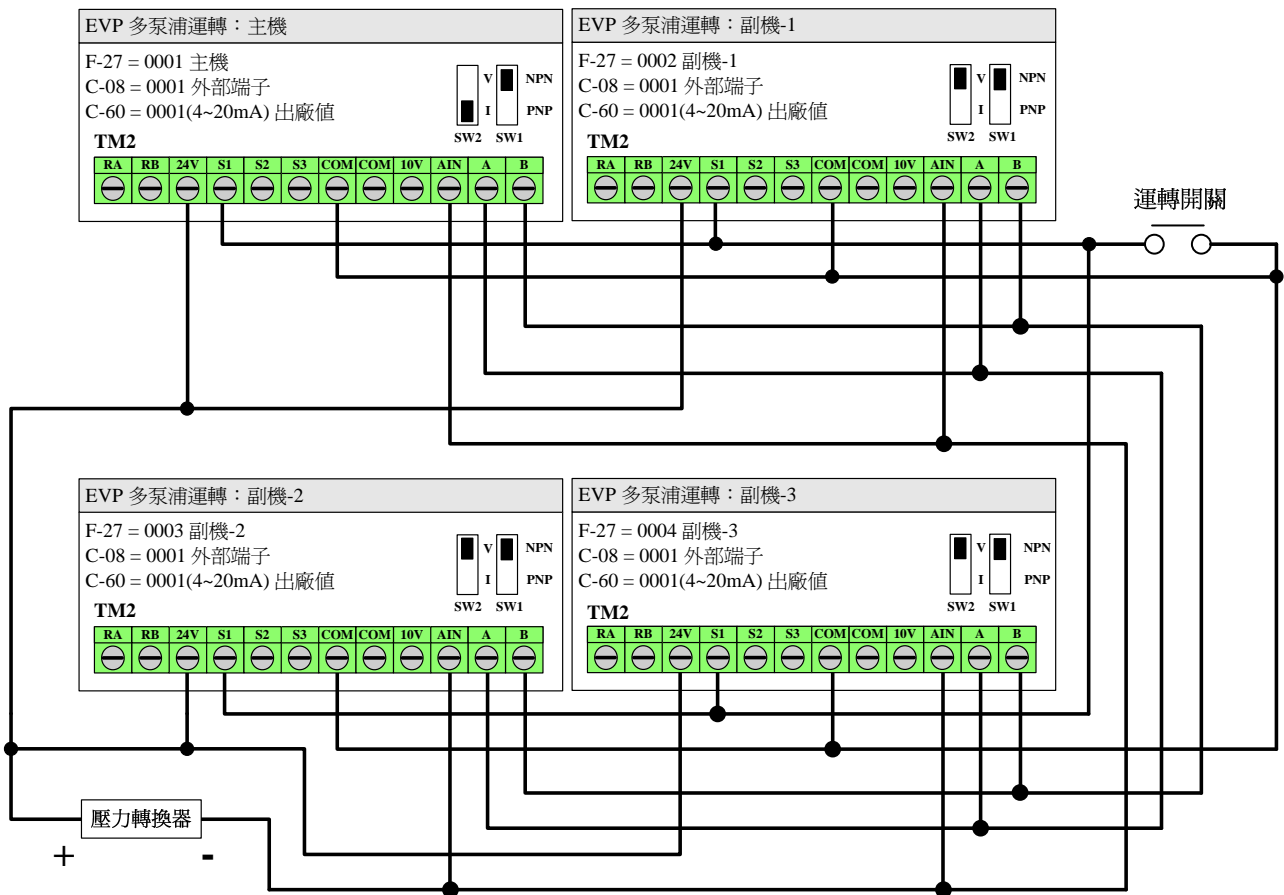 EVP 多泵浦運轉：主機
F-27 = 0001 主機
C-08 = 0001 外部端子
C-60 = 0001(4~20mA) 出廠值
V NPN
I PNP
SW2 SW1
TM2
RA RB 24V S1 S2 S3 COM COM 10V AIN A B
EVP 多泵浦運轉：副機-1
F-27 = 0002 副機-1
C-08 = 0001 外部端子
C-60 = 0001(4~20mA) 出廠值
V NPN
I PNP
SW2 SW1
TM2
RA RB 24V S1 S2 S3 COM COM 10V AIN A B
運轉開關
EVP 多泵浦運轉：副機-2
F-27 = 0003 副機-2
C-08 = 0001 外部端子
C-60 = 0001(4~20mA) 出廠值
V NPN
I PNP
SW2 SW1
TM2
RA RB 24V S1 S2 S3 COM COM 10V AIN A B
EVP 多泵浦運轉：副機-3
F-27 = 0004 副機-3
C-08 = 0001 外部端子
C-60 = 0001(4~20mA) 出廠值
V NPN
I PNP
SW2 SW1
TM2
RA RB 24V S1 S2 S3 COM COM 10V AIN A B
壓力轉換器
+ -